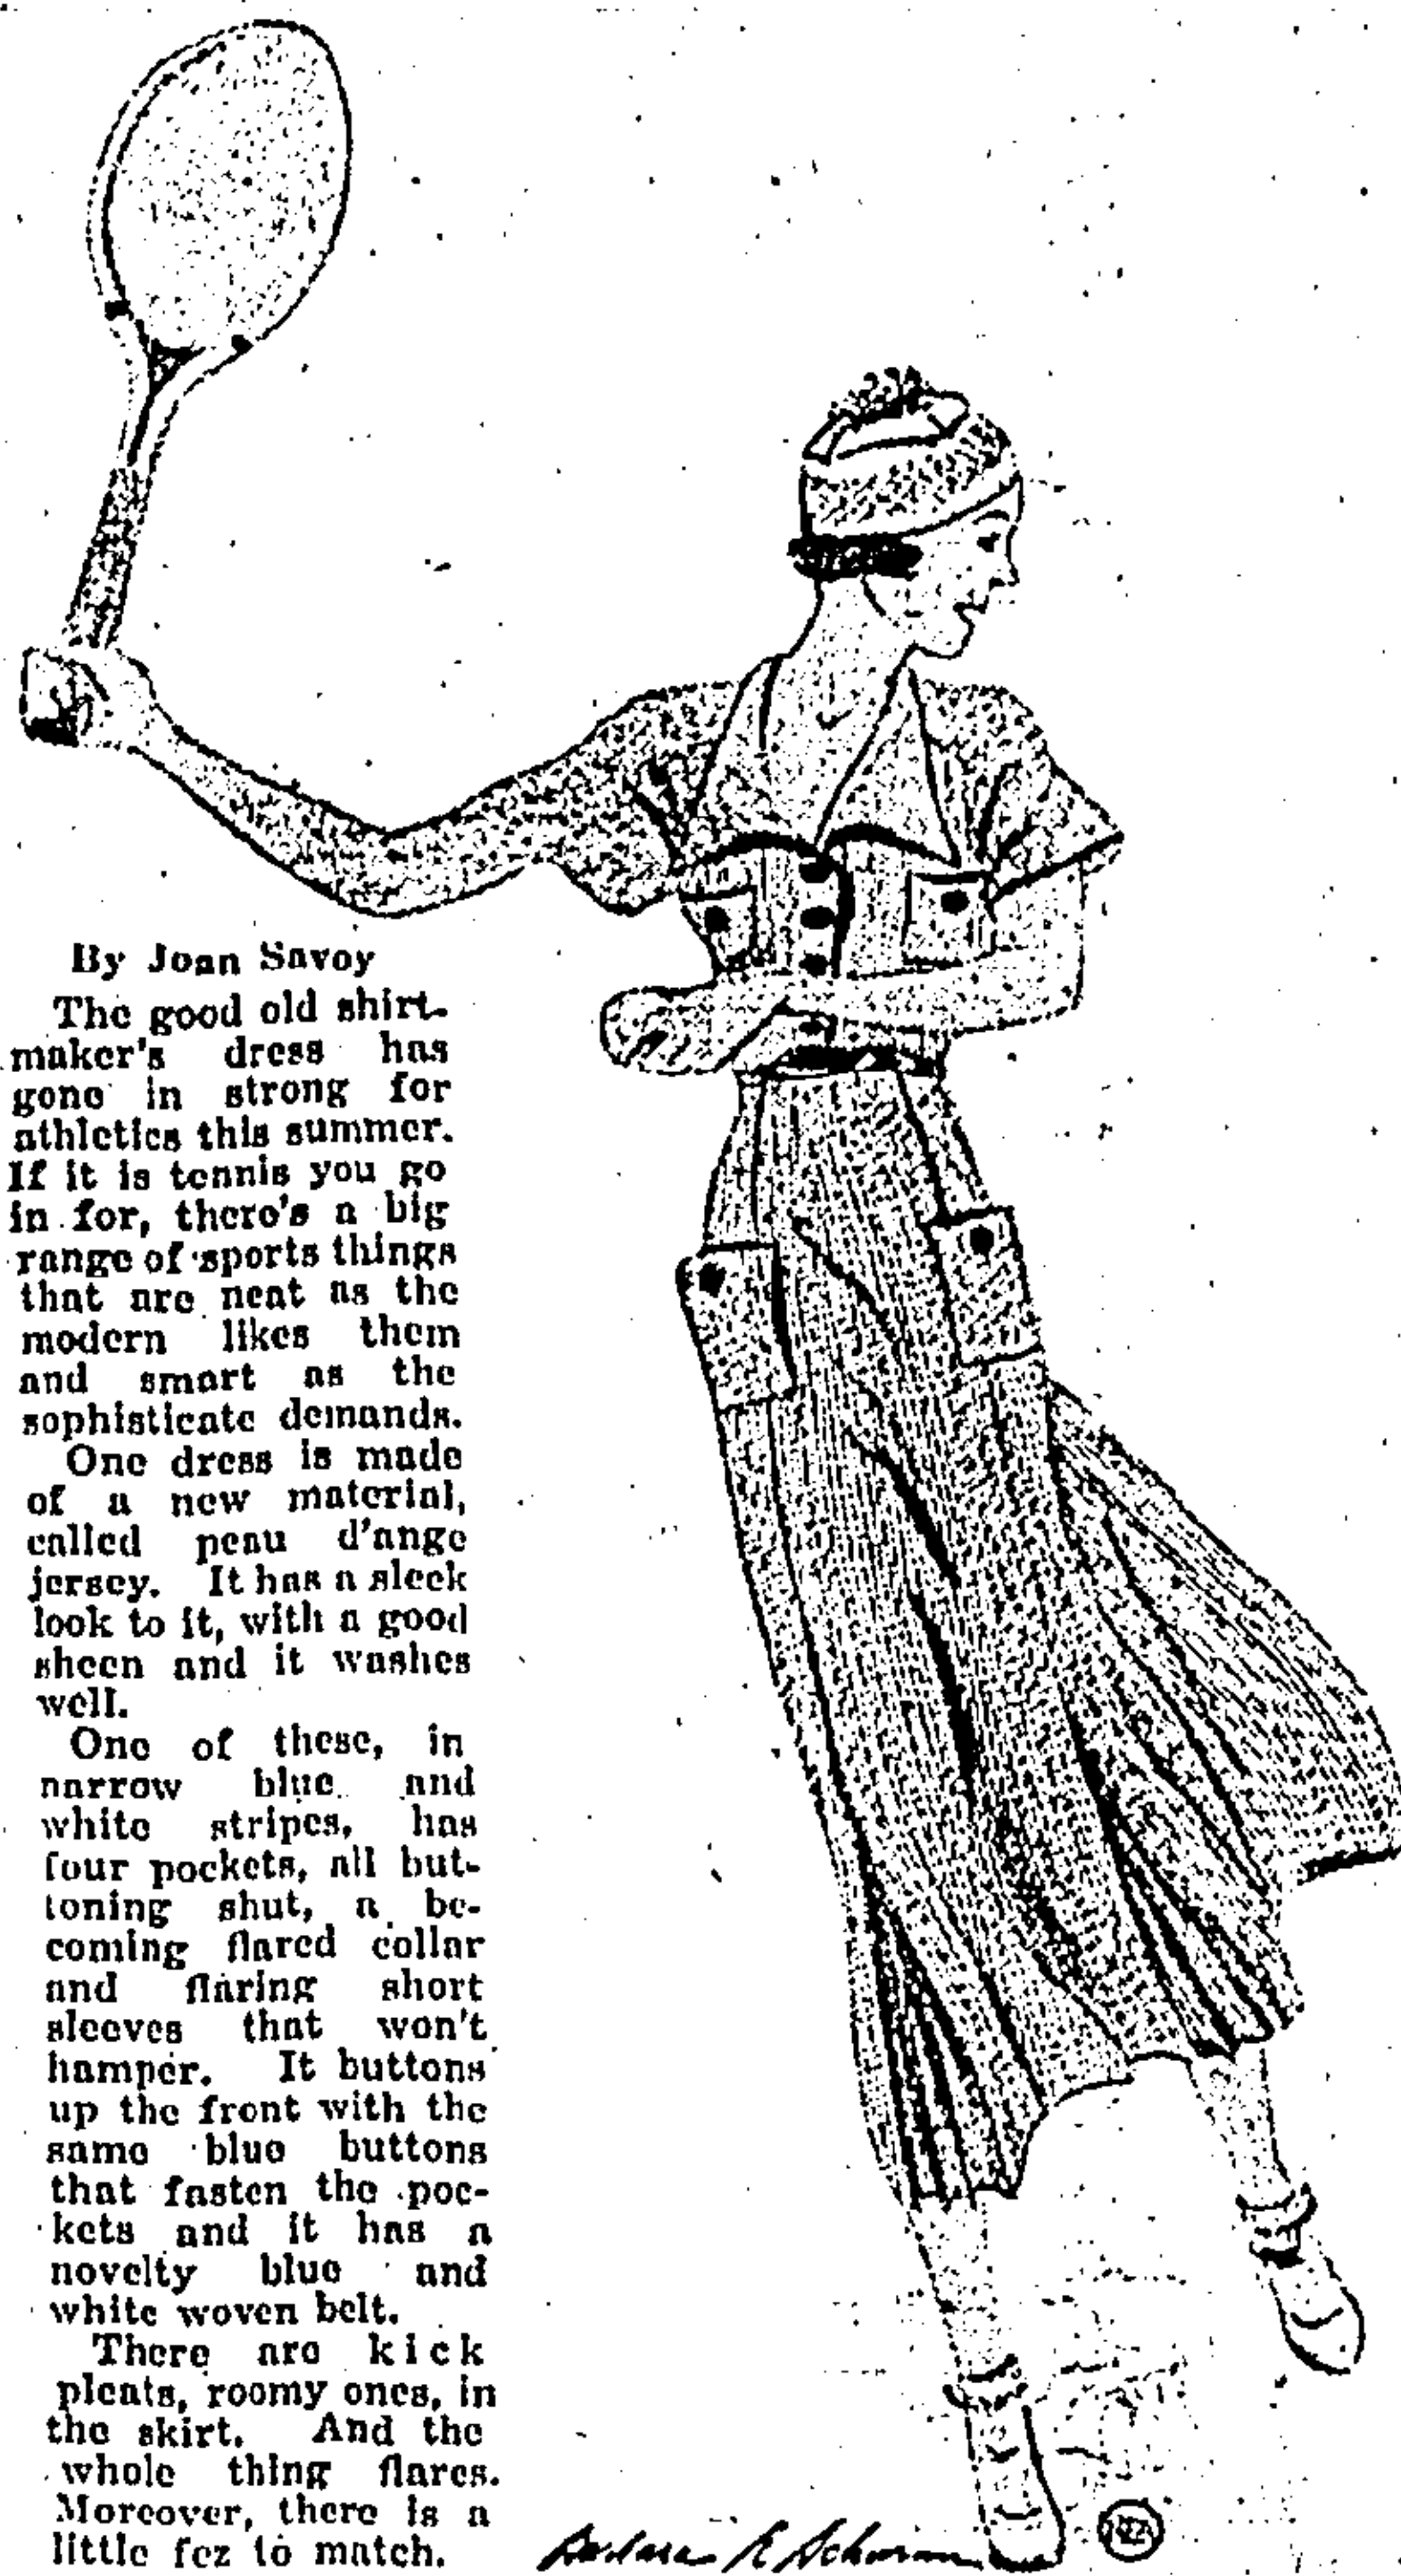 By Joan Savoy
The good old shirt-
maker's dress has
gone in strong for
athletics this summer.
If it is tennis you go
in for, there's a big
range of sports things
that are neat as the
modern likes them
and smart as the
sophisticate demands.
One dress is made
of a new material,
called peau d'ange
jersey. It has a sleek
look to it, with a good
sheen and it washes
well.
One of these, in
narrow blue and
white stripes, has
four pockets, all but-
toning shut, a be-
coming flared collar
and flaring short
sleeves that won't
hamper. It buttons
up the front with the
same blue buttons
that fasten the poc-
kets and it has a
novelty blue and
white woven belt.
There are kick
pleats, roomy ones, in
the skirt. And the
whole thing flares.
Moreover, there is a
little fez to match.
Barbara E
NEA